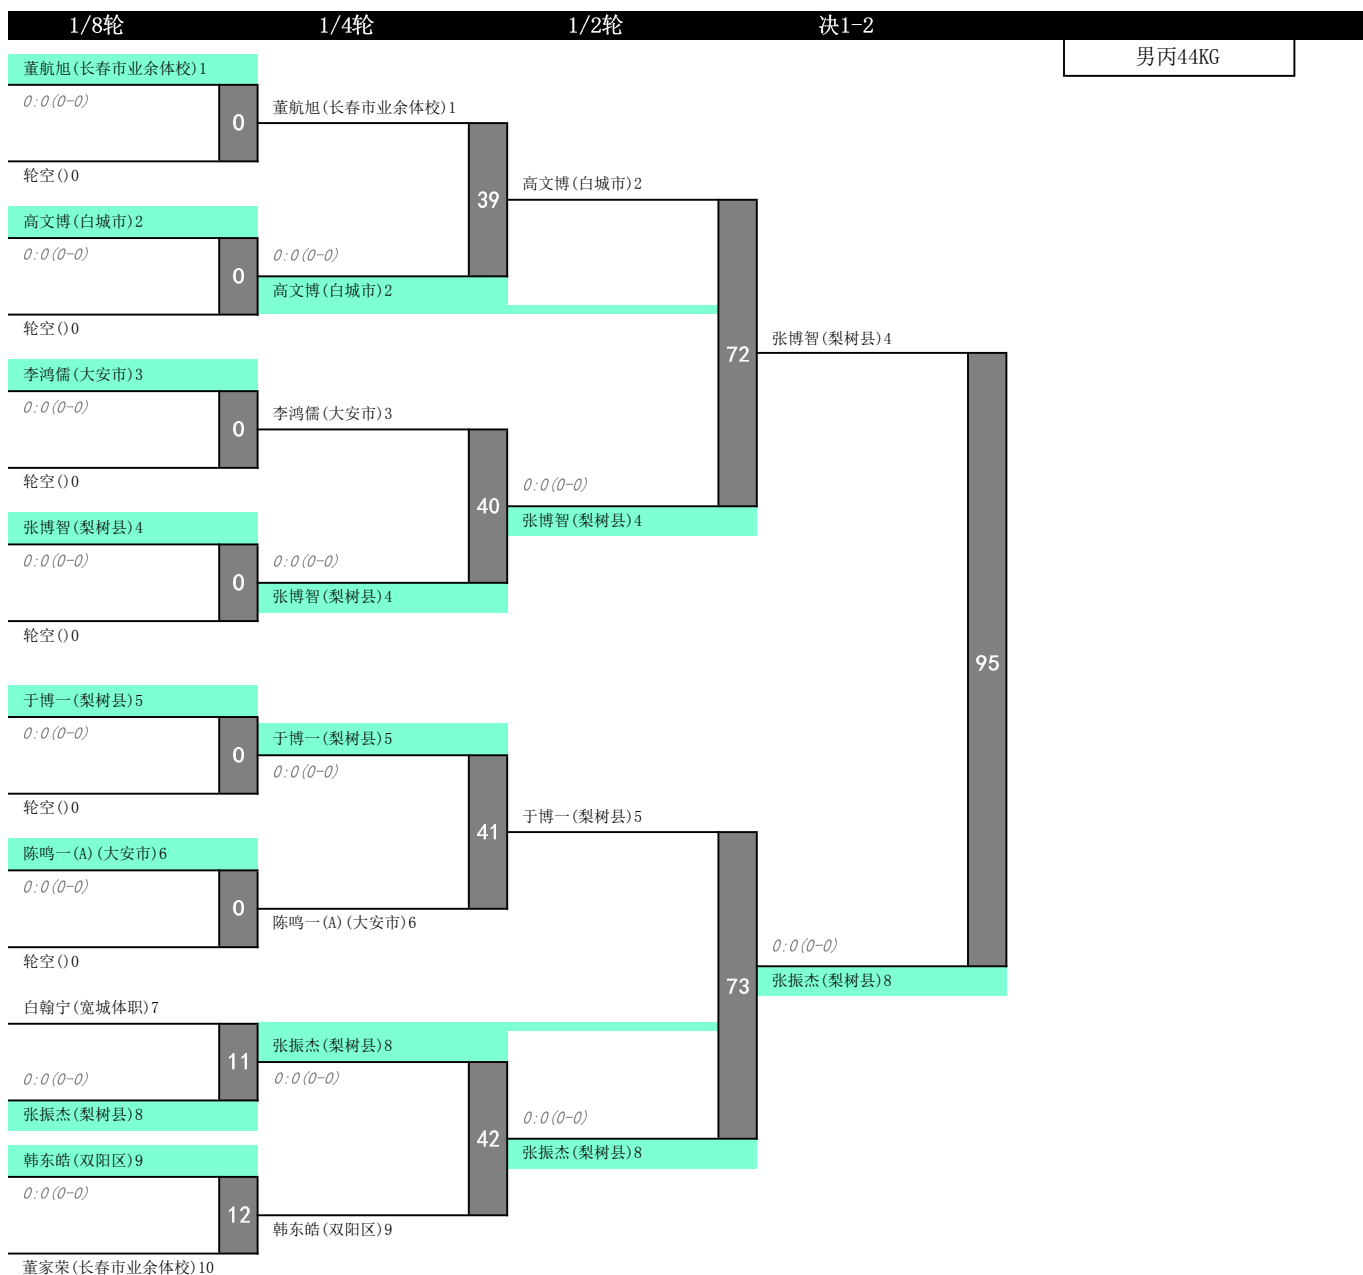 1/8轮 1/4轮 1/2轮 决1-2
男丙44KG
董航旭(长春市业余体校)1
0:0(0-0)
0
轮空()0
高文博(白城市)2
0:0(0-0)
0
轮空()0
李鸿儒(大安市)3
0:0(0-0)
0
轮空()0
张博智(梨树县)4
0:0(0-0)
0
轮空()0
于博一(梨树县)5
0:0(0-0)
0
轮空()0
陈鸣一(A)(大安市)6
0:0(0-0)
0
轮空()0
白翰宁(宽城体职)7
11
0:0(0-0)
张振杰(梨树县)8
韩东皓(双阳区)9
0:0(0-0)
12
董家荣(长春市业余体校)10
董航旭(长春市业余体校)1
39
0:0(0-0)
高文博(白城市)2
李鸿儒(大安市)3
40
0:0(0-0)
张博智(梨树县)4
于博一(梨树县)5
0:0(0-0)
41
陈鸣一(A)(大安市)6
张振杰(梨树县)8
0:0(0-0)
42
韩东皓(双阳区)9
高文博(白城市)2
72
0:0(0-0)
张博智(梨树县)4
于博一(梨树县)5
73
0:0(0-0)
张振杰(梨树县)8
张博智(梨树县)4
95
0:0(0-0)
张振杰(梨树县)8